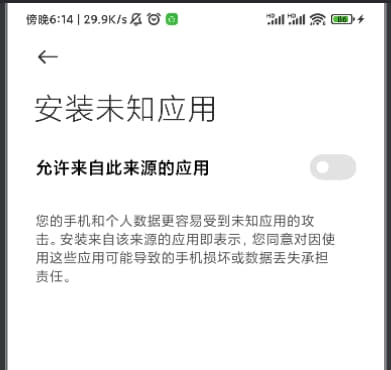 傍晚6:14 | 29.9K/s
HD HD 86
安装未知应用
允许来自此来源的应用
您的手机和个人数据更容易受到未知应用的攻
击。安装来自该来源的应用即表示，您同意对因使
用这些应用可能导致的手机损坏或数据丢失承担
责任。